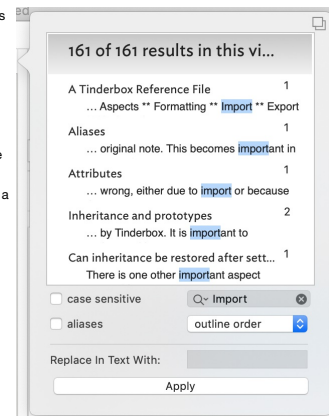 ed
s
e
a
161 of 161 results in this vi...
A Tinderbox Reference File 1
... Aspects ** Formatting ** Import ** Export
Aliases 1
... original note. This becomes important in
Attributes 1
... wrong, either due to import or because
Inheritance and prototypes 2
... by Tinderbox. It is important to
Can inheritance be restored after sett... 1
There is one other important aspect
case sensitive
Import
aliases
outline order
Replace In Text With:
Apply